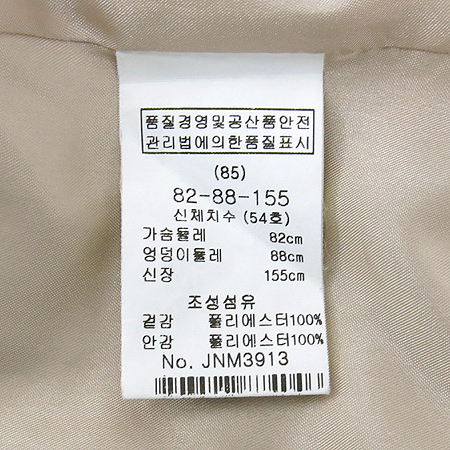 품질경영및공산품안전
관리법에의한품질표시
(85)
82-88-155
신체치수 (54호)
가슴둘레 82cm
엉덩이둘레 88cm
신장 155cm
조성섬유
겉감 폴리에스터100%
안감 폴리에스터100%
No. JNM3913